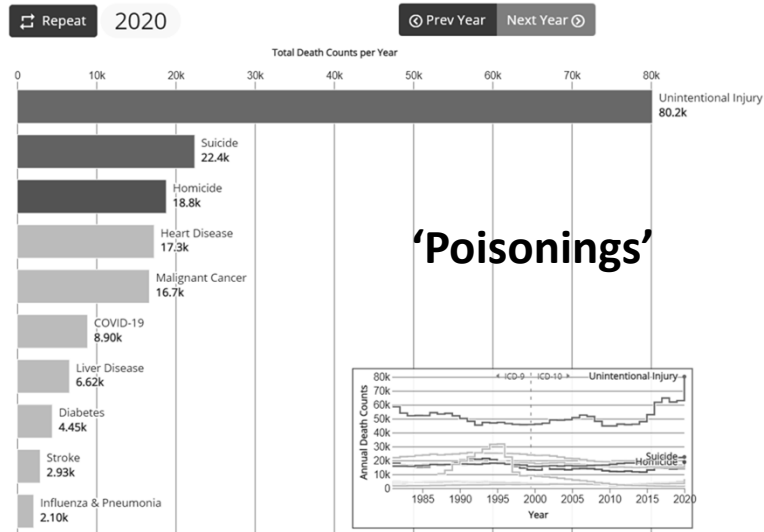 Repeat 2020 Prev Year Next Year
Total Death Counts per Year
0 10k 20k 30k 40k 50k 60k 70k 80k
Unintentional Injury
80.2k
Suicide
22.4k
Homicide
18.8k
Heart Disease
17.3k
‘Poisonings’
Malignant Cancer
16.7k
COVID-19
8.90k
Liver Disease
6.62k
Diabetes
4.45k
Stroke
2.93k
Influenza & Pneumonia
2.10k
Annual Death Counts
80k
70k
60k
50k
40k
30k
20k
10k
0
ICD-9 ICD-10
Unintentional Injury
Suicide
Homicide
1985 1990 1995 2000 2005 2010 2015 2020
Year